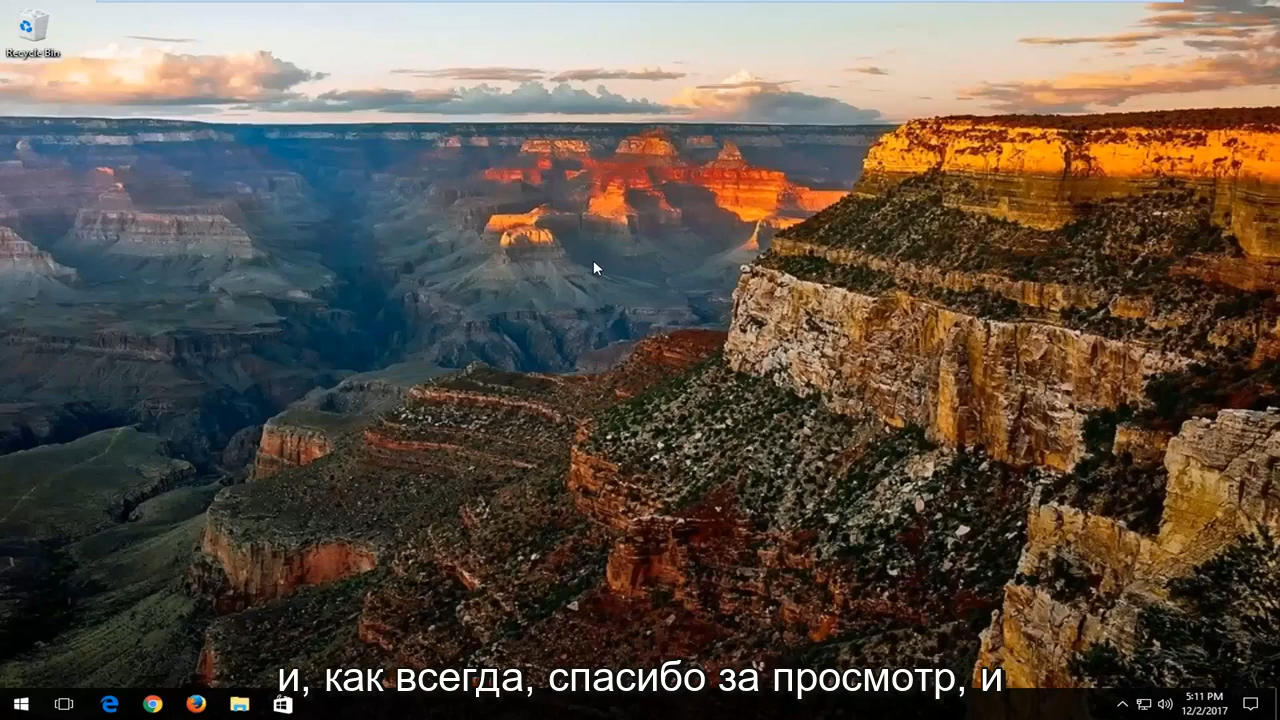 Recycle Bin
и, как всегда, спасибо за просмотр, и
5:11 PM
12/2/2017